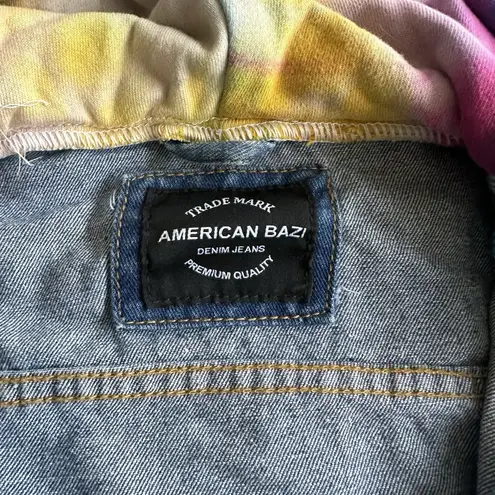 TRADE MARK
AMERICAN BAZI
DENIM JEANS
PREMIUM QUALITY